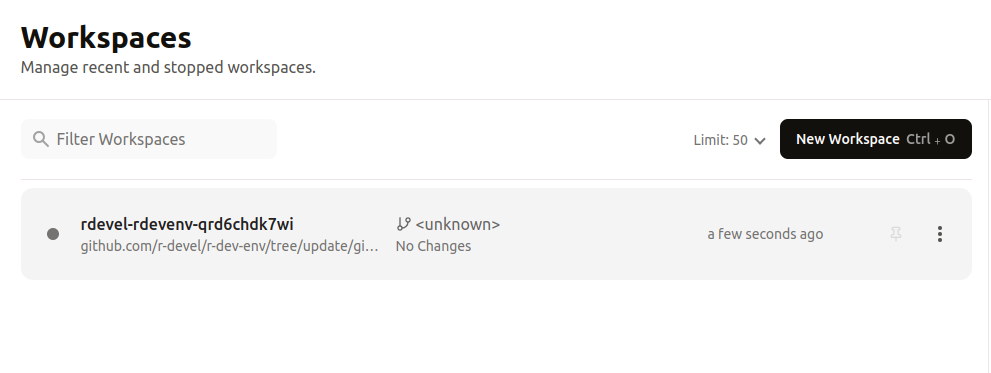 Workspaces
Manage recent and stopped workspaces.
Filter Workspaces
Limit: 50
New Workspace Ctrl + O
rdevel-rdevenv-qrd6chdk7wi
<unknown>
github.com/r-devel/r-dev-env/tree/update/gi...
No Changes
a few seconds ago